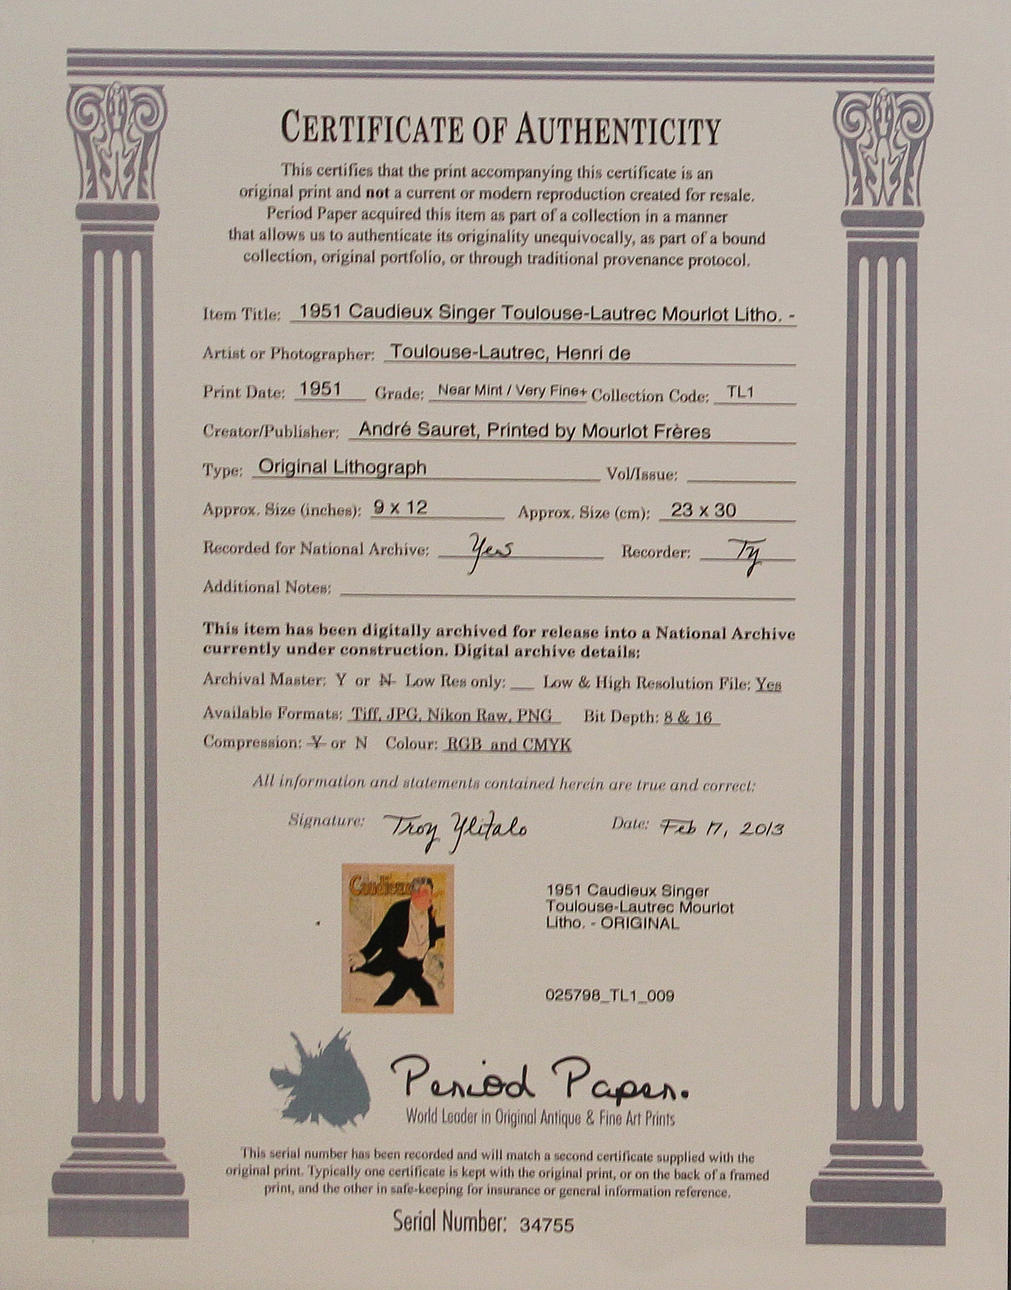 CERTIFICATE OF AUTHENTICITY
This certifies that the print accompanying this certificate is an
original print and not a current or modern reproduction created for resale.
Period Paper acquired this item as part of a collection in a manner
that allows us to authenticate its originality unequivocally, as part of a bound
collection, original portfolio, or through traditional provenance protocol.
Item Title: 1951 Caudieux Singer Toulouse-Lautrec Mourlot Litho. -
Artist or Photographer: Toulouse-Lautrec, Henri de
Print Date: 1951 Grade: Near Mint / Very Fine+ Collection Code: TL1
Creator/Publisher: André Sauret, Printed by Mourlot Frères
Type: Original Lithograph Vol/Issue:
Approx. Size (inches): 9 x 12 Approx. Size (cm): 23 x 30
Recorded for National Archive: Yes Recorder: Ty
Additional Notes:
This item has been digitally archived for release into a National Archive
currently under construction. Digital archive details:
Archival Master: Y or N Low Res only: Low & High Resolution File: Yes
Available Formats: Tiff, JPG, Nikon Raw, PNG Bit Depth: 8 & 16
Compression: Y or N Colour: RGB and CMYK
All information and statements contained herein are true and correct:
Signature: Troy Ylitalo Date: Feb 17, 2013
Caudieux
1951 Caudieux Singer
Toulouse-Lautrec Mourlot
Litho. - ORIGINAL
025798_TL1_009
Period Paper.
World Leader in Original Antique & Fine Art Prints
This serial number has been recorded and will match a second certificate supplied with the
original print. Typically one certificate is kept with the original print, or on the back of a framed
print, and the other in safe-keeping for insurance or general information reference.
Serial Number: 34755